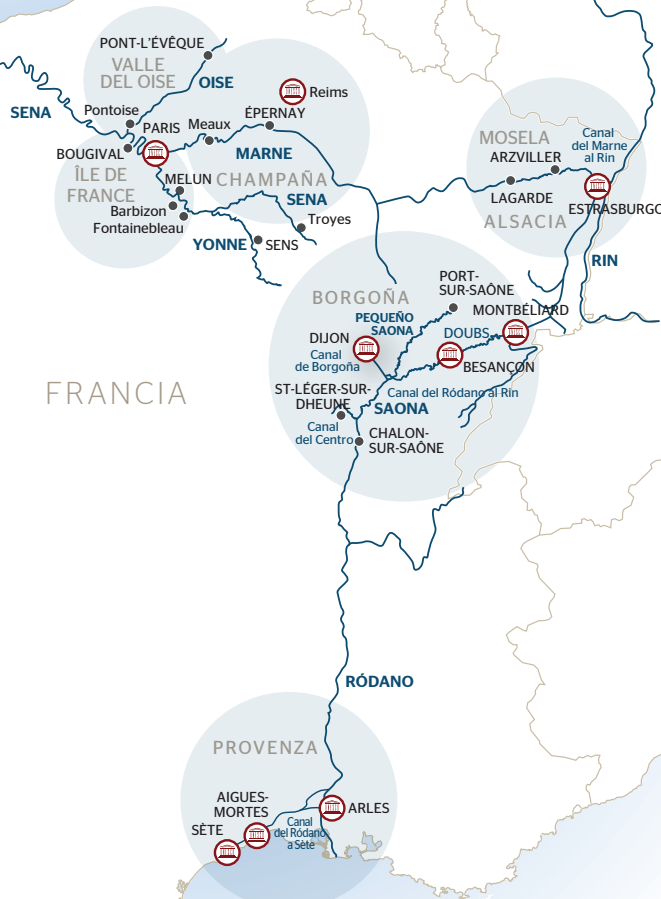 PONT-L'ÉVÊQUE
VALLE
DEL OISE
OISE
SENA
Reims
Pontoise
PARIS
Meaux
ÉPERNAY
BOUGIVAL
MARNE
ÎLE DE
FRANCE
MELUN
CHAMPAÑA
SENA
Barbizon
Fontainebleau
Troyes
YONNE
SENS
MOSELA
Canal
del Marne
al Rin
ARZVILLER
LAGARDE
ESTRASBURGO
ALSACIA
RIN
BORGOÑA
PORT-
SUR-SAÔNE
PEQUEÑO
SAONA
MONTBÉLIARD
DIJON
DOUBS
Canal
de Borgoña
BESANÇON
ST-LÉGER-SUR-
DHEUNE
Canal del Ródano al Rin
SAONA
Canal
del Centro
CHALON-
SUR-SAÔNE
FRANCIA
RÓDANO
PROVENZA
AIGUES-
MORTES
ARLES
SÈTE
Canal
del Ródano
a Sète